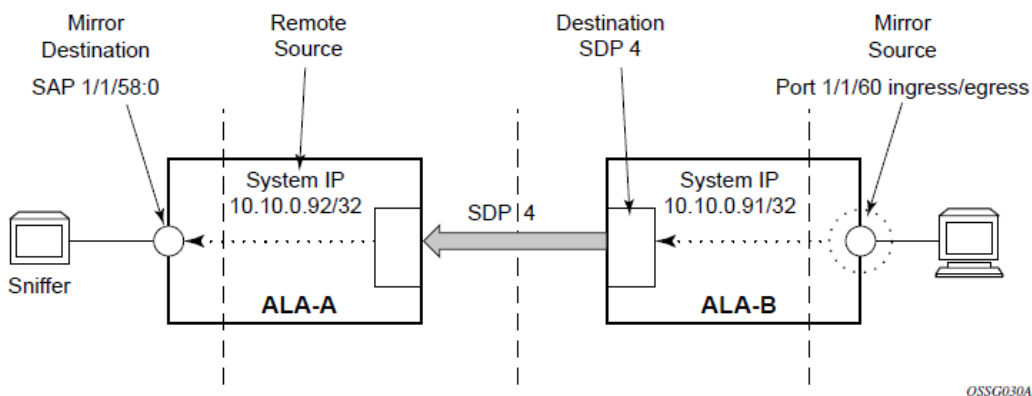 Mirror
Destination
SAP 1/1/58:0
Remote
Source
Destination
SDP 4
Mirror
Source
Port 1/1/60 ingress/egress
System IP
10.10.0.92/32
SDP 4
System IP
10.10.0.91/32
Sniffer
ALA-A
ALA-B
OSSG030A